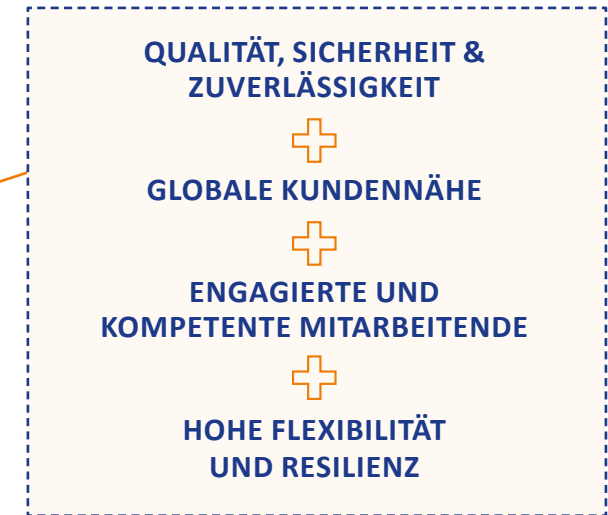 QUALITÄT, SICHERHEIT &
ZUVERLÄSSIGKEIT
GLOBALE KUNDENNÄHE
ENGAGIERTE UND
KOMPETENTE MITARBEITENDE
HOHE FLEXIBILITÄT
UND RESILIENZ